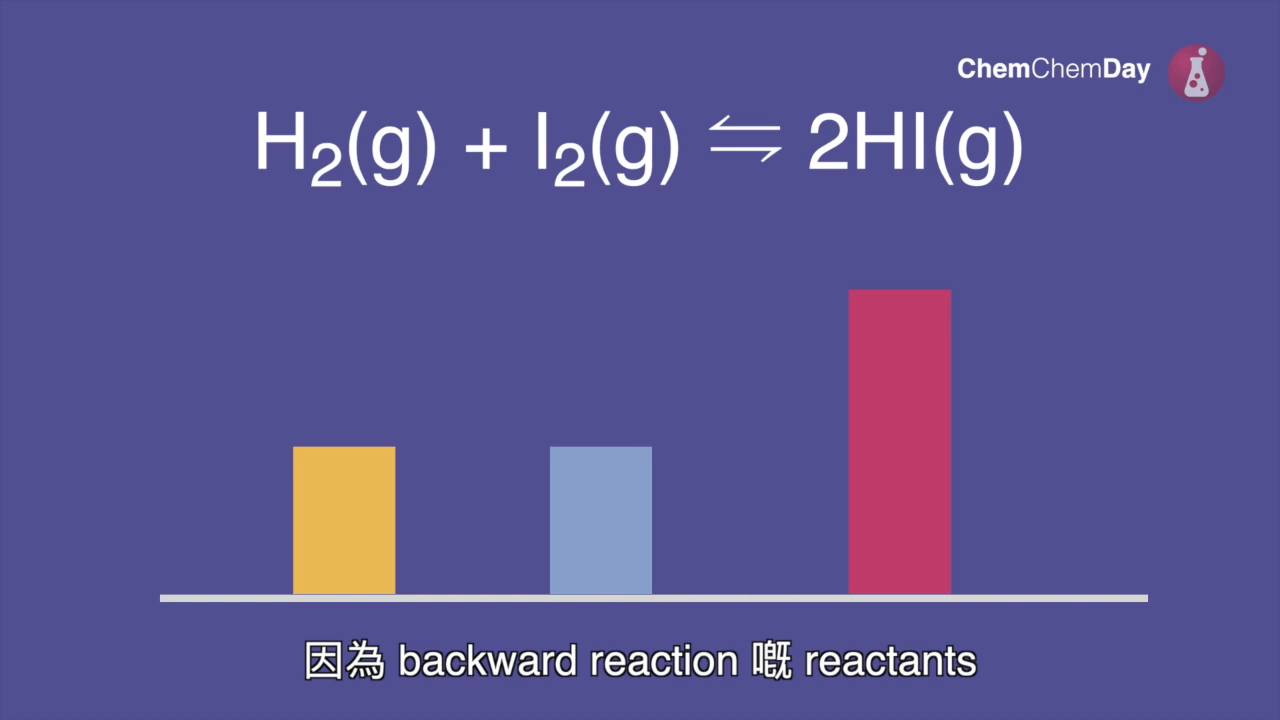 ChemChemDay
H₂(g) + I₂(g) ⇋ 2HI(g)
因為 backward reaction 嘅 reactants